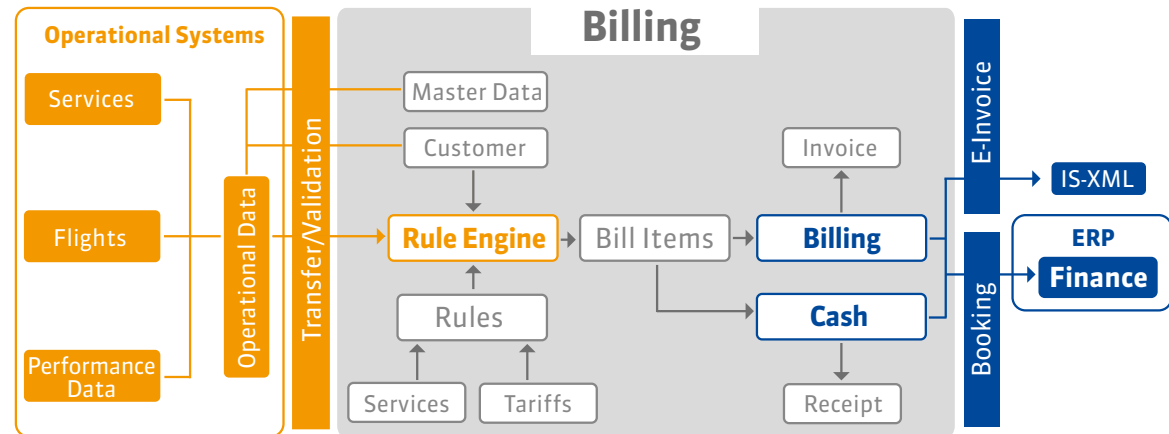 Operational Systems
Services
Flights
Performance
Data
Operational Data
Transfer/Validation
Billing
Master Data
Customer
Rule Engine
Rules
Services
Tariffs
Bill Items
Invoice
Billing
Cash
Receipt
E-Invoice
Booking
IS-XML
ERP
Finance